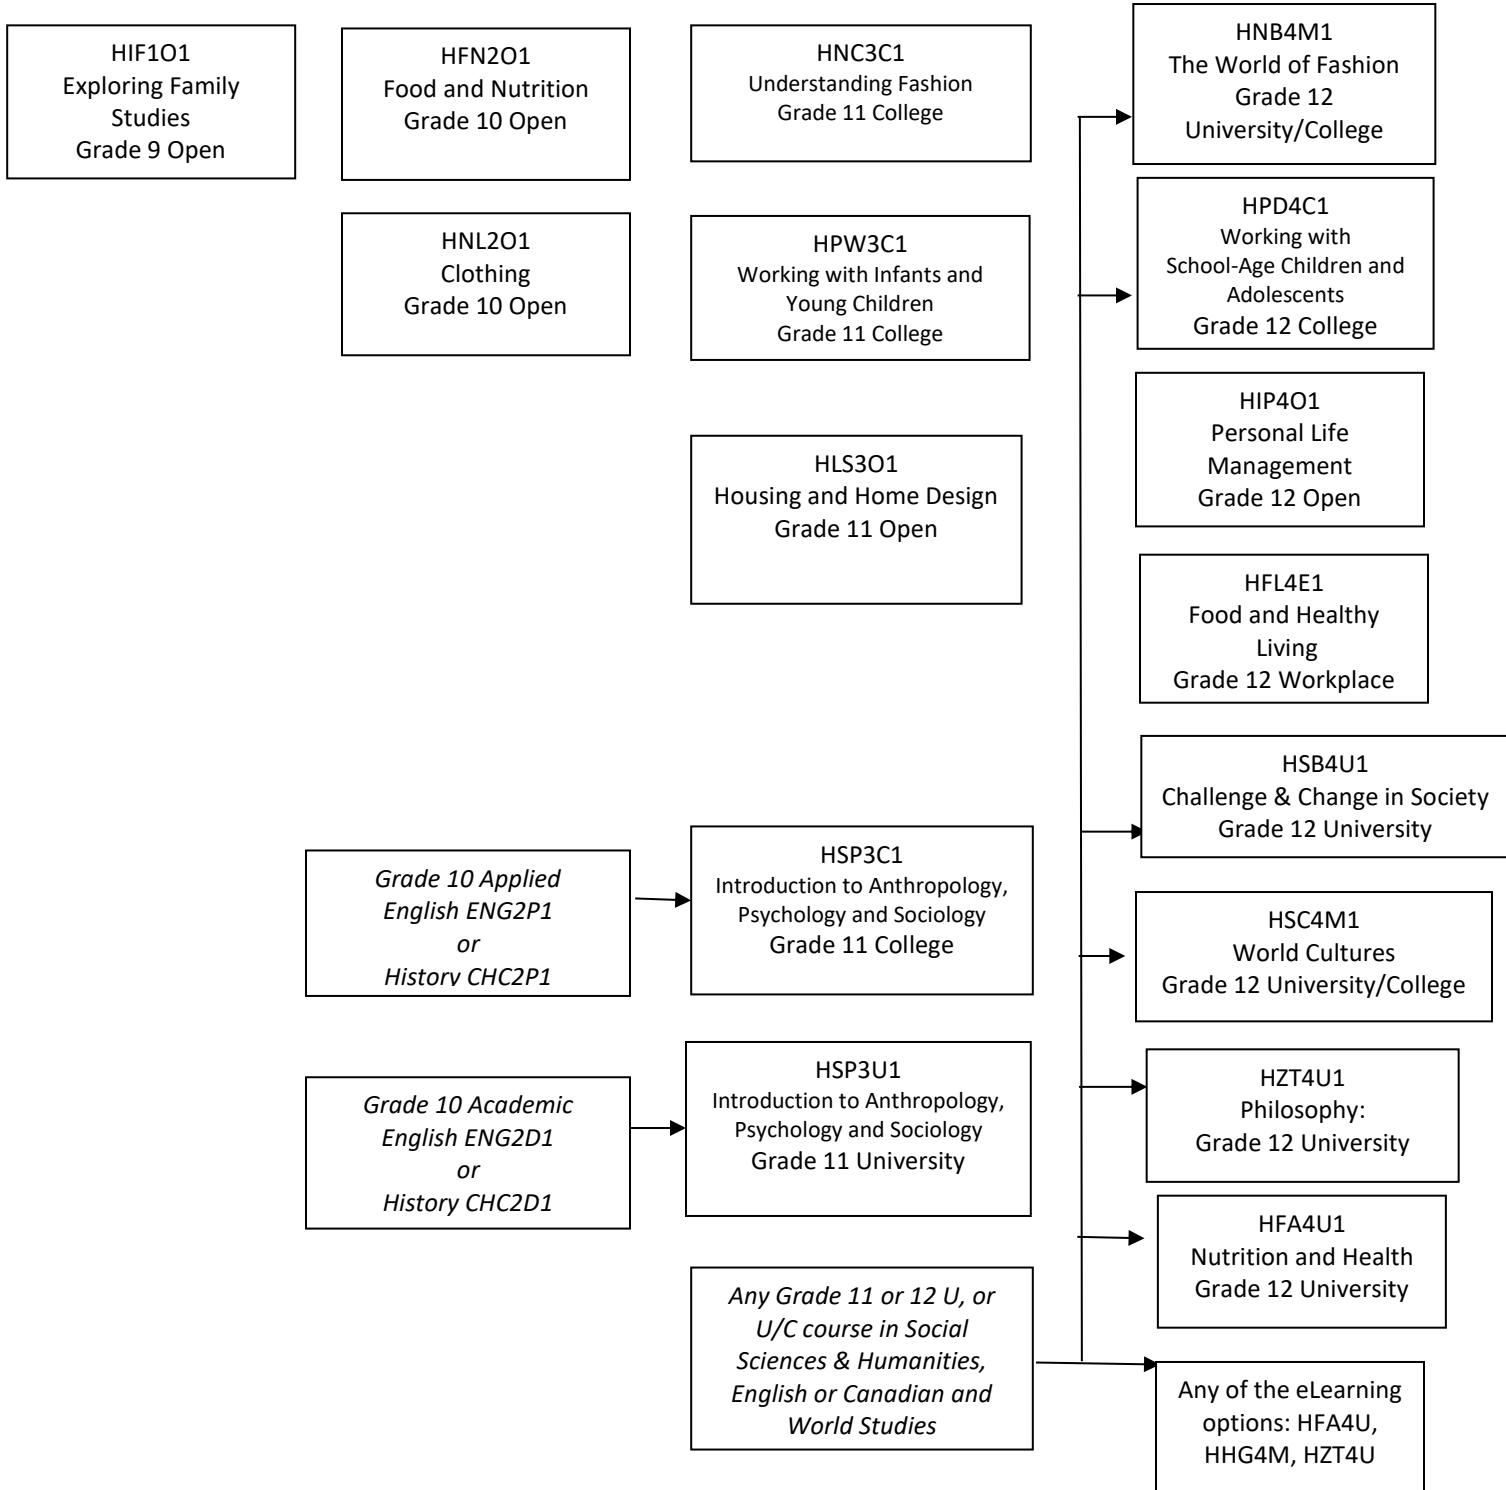 HIF1O1
Exploring Family
Studies
Grade 9 Open
HFN2O1
Food and Nutrition
Grade 10 Open
HNC3C1
Understanding Fashion
Grade 11 College
HNB4M1
The World of Fashion
Grade 12
University/College
HNL2O1
Clothing
Grade 10 Open
HPW3C1
Working with Infants and
Young Children
Grade 11 College
HPD4C1
Working with
School-Age Children and
Adolescents
Grade 12 College
HLS3O1
Housing and Home Design
Grade 11 Open
HIP4O1
Personal Life
Management
Grade 12 Open
HFL4E1
Food and Healthy
Living
Grade 12 Workplace
HSB4U1
Challenge & Change in Society
Grade 12 University
Grade 10 Applied
English ENG2P1
or
History CHC2P1
HSP3C1
Introduction to Anthropology,
Psychology and Sociology
Grade 11 College
HSC4M1
World Cultures
Grade 12 University/College
Grade 10 Academic
English ENG2D1
or
History CHC2D1
HSP3U1
Introduction to Anthropology,
Psychology and Sociology
Grade 11 University
HZT4U1
Philosophy:
Grade 12 University
HFA4U1
Nutrition and Health
Grade 12 University
Any Grade 11 or 12 U, or
U/C course in Social
Sciences & Humanities,
English or Canadian and
World Studies
Any of the eLearning
options: HFA4U,
HHG4M, HZT4U